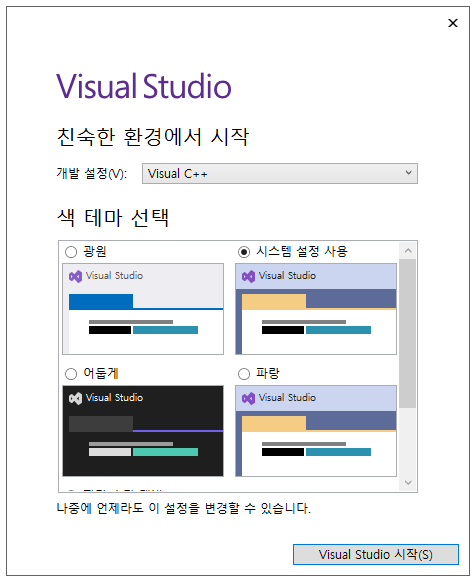 Visual Studio
친숙한 환경에서 시작
개발 설정(V): Visual C++
색 테마 선택
광원 시스템 설정 사용
Visual Studio Visual Studio
어둡게 파랑
Visual Studio Visual Studio
나중에 언제라도 이 설정을 변경할 수 있습니다.
Visual Studio 시작(S)